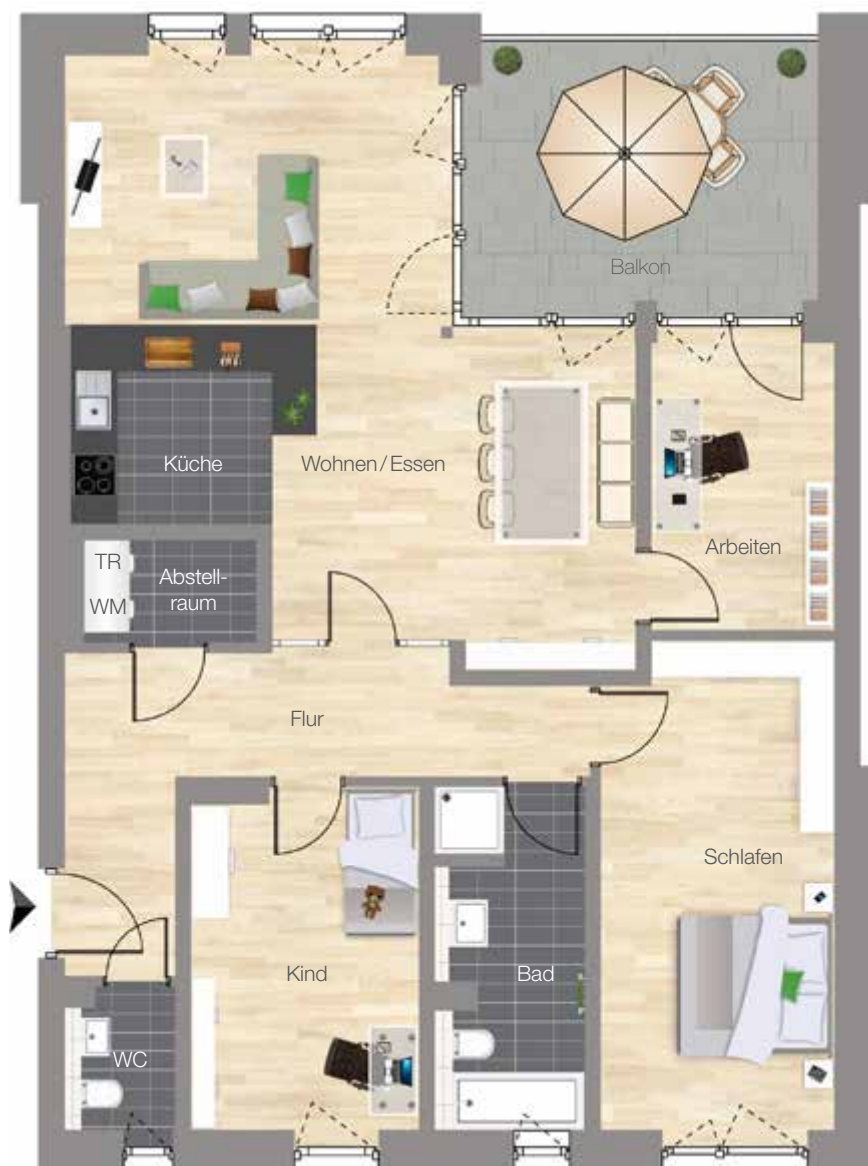 Balkon
Küche
Wohnen / Essen
Arbeiten
TR
WM
Abstell-
raum
Flur
Schlafen
Kind
Bad
WC